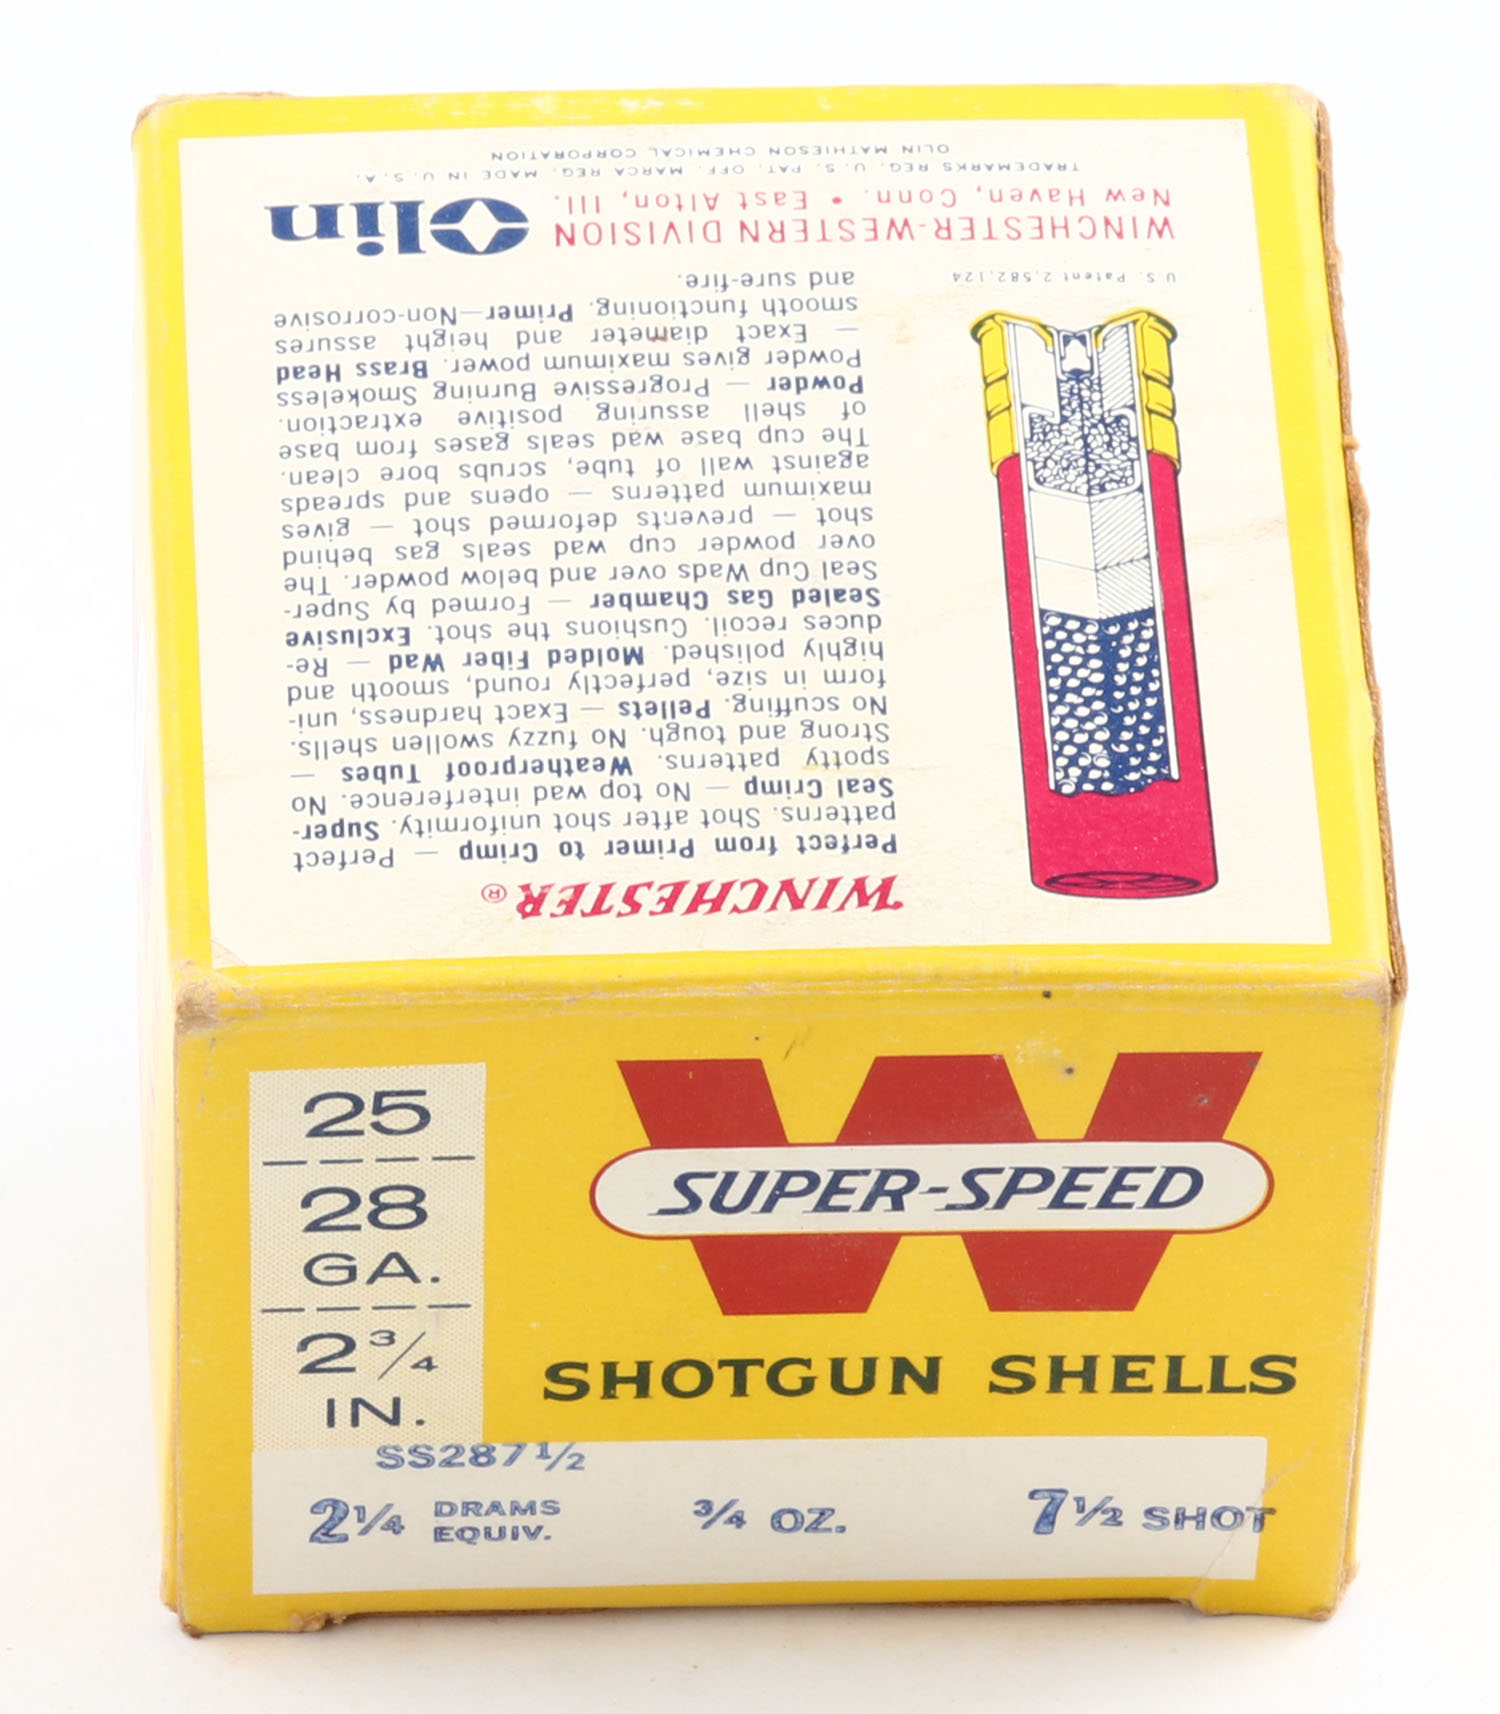 WINCHESTER®
Perfect from Primer to Crimp — Perfect
patterns. Shot after shot uniformity. Super-
Seal Crimp — No top wad interference. No
spotty patterns. Weatherproof Tubes —
Strong and tough. No fuzzy swollen shells.
No scuffing. Pellets — Exact hardness, uni-
form in size, perfectly round, smooth and
highly polished. Molded Fiber Wad — Re-
duces recoil. Cushions the shot. Exclusive
Sealed Gas Chamber — Formed by Super-
Seal Cup Wads over and below powder. The
over powder cup wad seals gas behind
shot — prevents deformed shot — gives
maximum patterns — opens and spreads
against wall of tube, scrubs bore clean.
The cup base wad seals gases from base
of shell assuring positive extraction.
Powder — Progressive Burning Smokeless
Powder gives maximum power. Brass Head
— Exact diameter and height assures
smooth functioning. Primer—Non-corrosive
and sure-fire.
U.S. Patent 2,582,124
WINCHESTER-WESTERN DIVISION
New Haven, Conn. • East Alton, Ill.
Olin
TRADEMARKS REG. U. S. PAT. OFF. MARCA REG. MADE IN U.S.A.
OLIN MATHIESON CHEMICAL CORPORATION
25
28
GA.
2 3/4
IN.
W
SUPER-SPEED
SHOTGUN SHELLS
SS287 1/2
2 1/4 DRAMS
EQUIV.
3/4 OZ.
7 1/2 SHOT